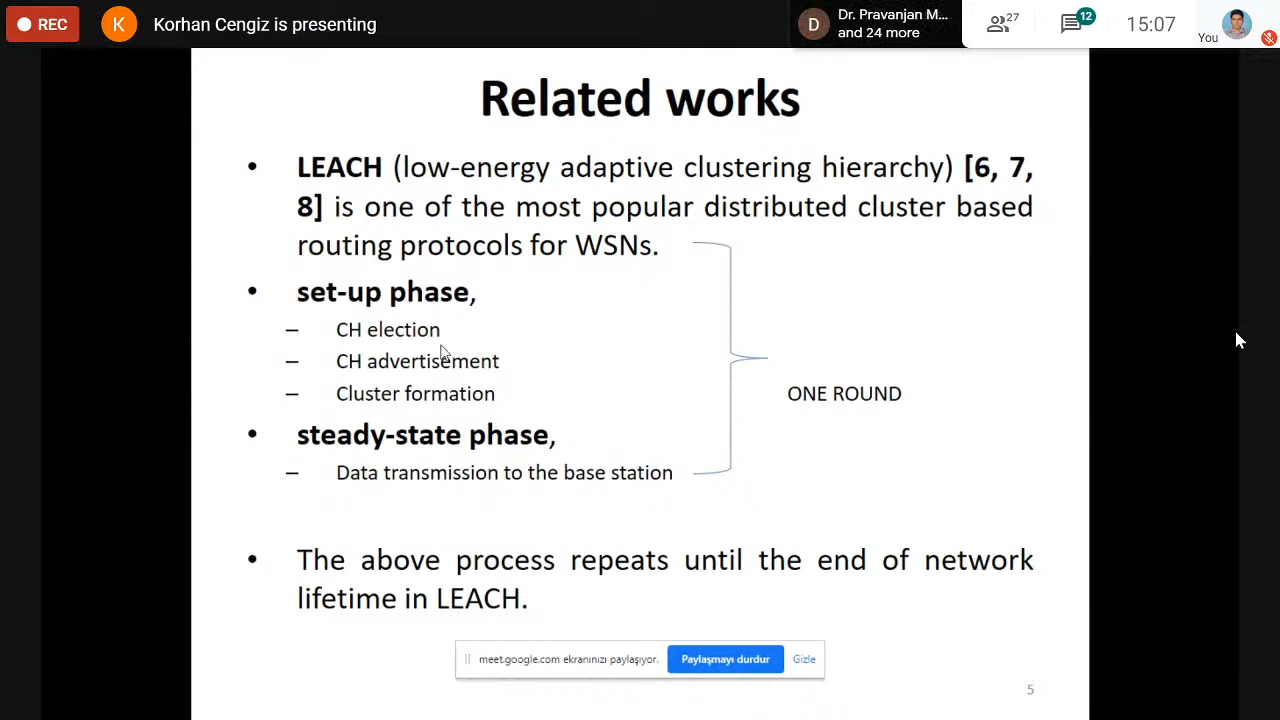 REC
K
Korhan Cengiz is presenting
D
Dr. Pravanjan M...
and 24 more
27
12
15:07
You
Related works
• LEACH (low-energy adaptive clustering hierarchy) [6, 7,
8] is one of the most popular distributed cluster based
routing protocols for WSNs.
• set-up phase,
– CH election
– CH advertisement
– Cluster formation
ONE ROUND
• steady-state phase,
– Data transmission to the base station
• The above process repeats until the end of network
lifetime in LEACH.
meet.google.com ekranınızı paylaşıyor.
Paylaşmayı durdur
Gizle
5